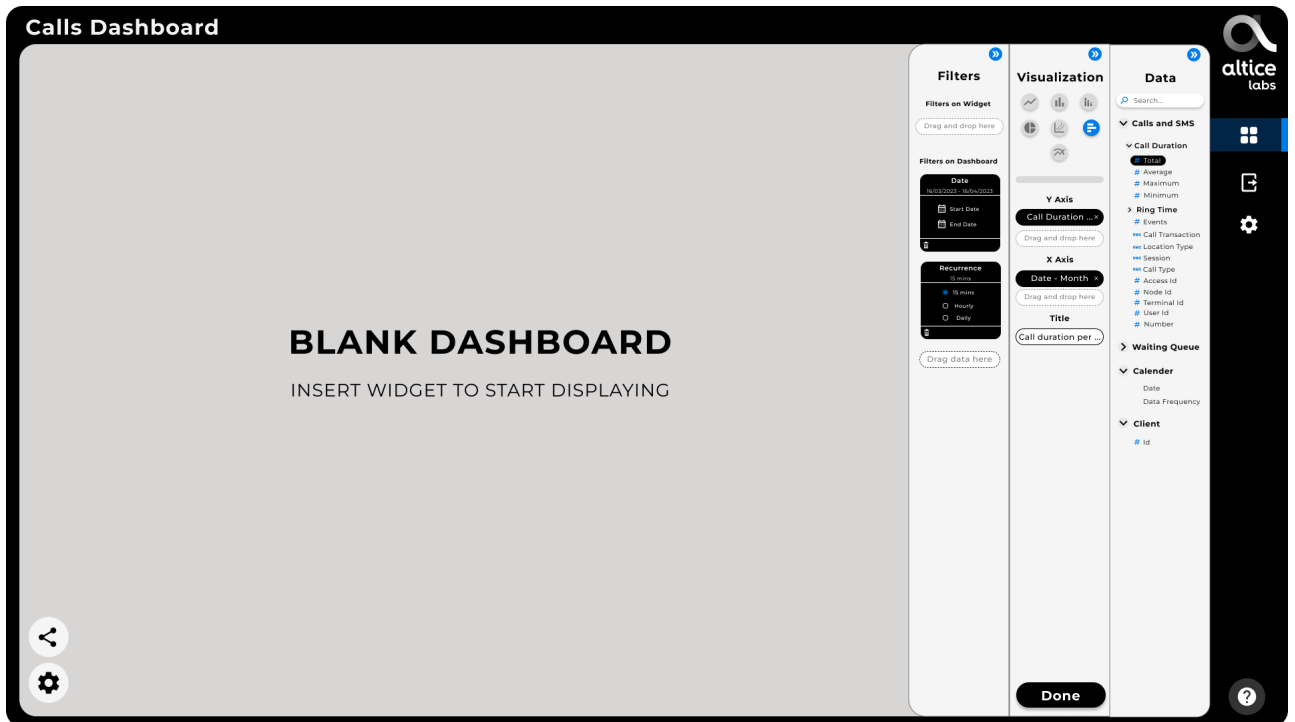 Calls Dashboard
BLANK DASHBOARD
INSERT WIDGET TO START DISPLAYING
Filters
Filters on Widget
Drag and drop here
Filters on Dashboard
Date
16/03/2023 - 16/04/2023
Start Date
End Date
Recurrence
15 mins
15 mins
Hourly
Daily
Drag data here
Visualization
Y Axis
Call Duration ... ×
Drag and drop here
X Axis
Date - Month ×
Drag and drop here
Title
Call duration per ...
Done
Data
Search...
Calls and SMS
Call Duration
# Total
# Average
# Maximum
# Minimum
Ring Time
# Events
Call Transaction
Location Type
Session
Call Type
# Access Id
# Node Id
# Terminal Id
# User Id
# Number
Waiting Queue
Calender
Date
Data Frequency
Client
# Id
altice
labs
?